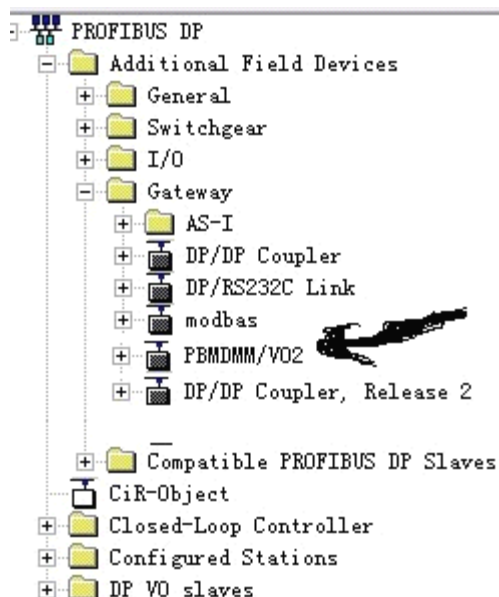 PROFIBUS DP
Additional Field Devices
General
Switchgear
I/O
Gateway
AS-I
DP/DP Coupler
DP/RS232C Link
modbas
PBMDMM/VO2
DP/DP Coupler, Release 2
Compatible PROFIBUS DP Slaves
CiR-Object
Closed-Loop Controller
Configured Stations
DP VO slaves